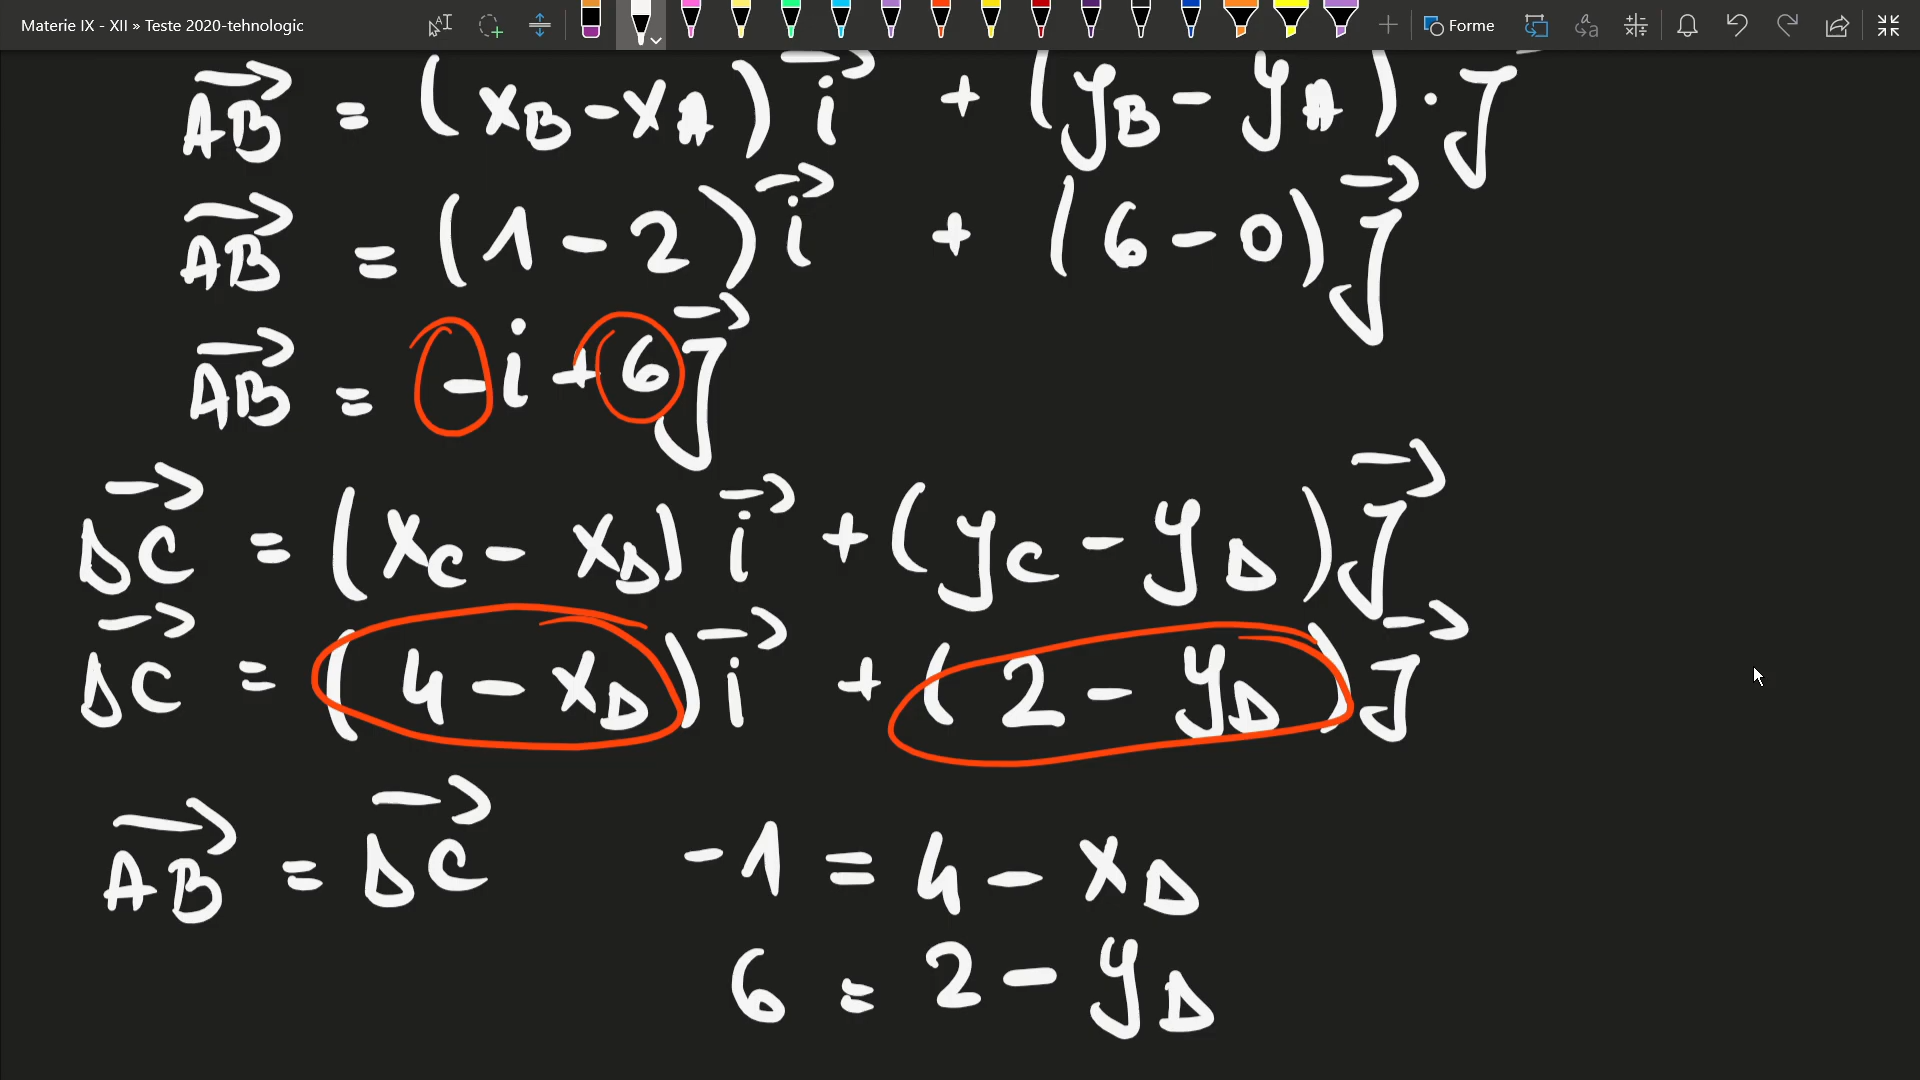 Materie IX - XII » Teste 2020-tehnologic
Forme
AB = (xB - xA) i + (yB - yA) · j
AB = (1 - 2) i + (6 - 0) j
AB = - i + 6 j
DC = (xC - xD) i + (yC - yD) j
DC = (4 - xD) i + (2 - yD) j
AB = DC -1 = 4 - xD
6 = 2 - yD